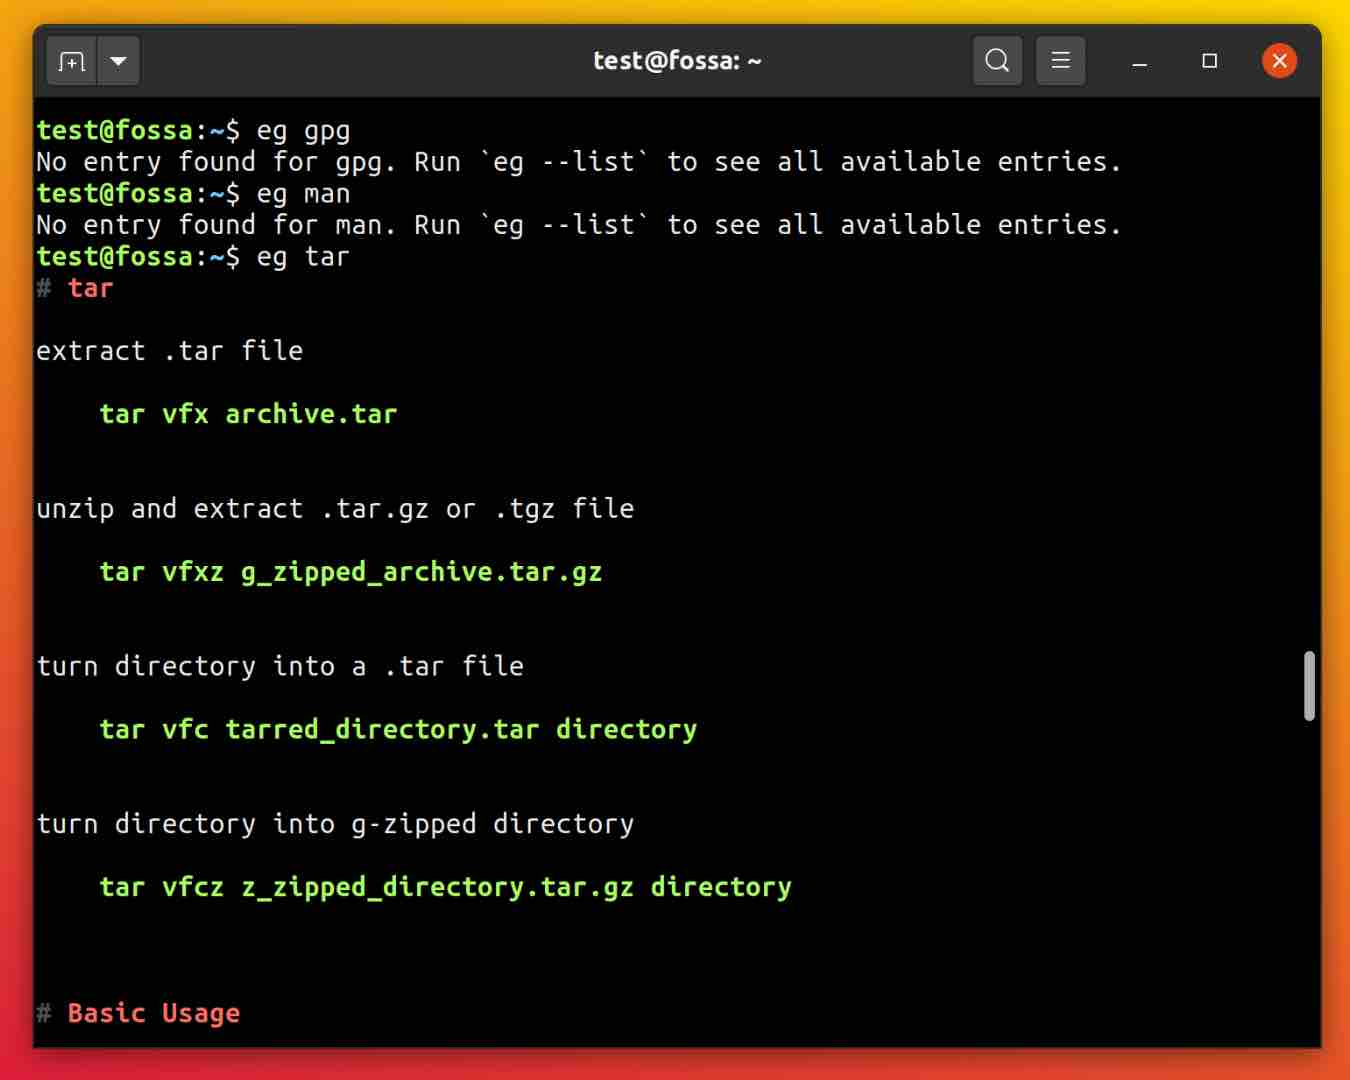 test@fossa: ~
test@fossa:~$ eg gpg
No entry found for gpg. Run `eg --list` to see all available entries.
test@fossa:~$ eg man
No entry found for man. Run `eg --list` to see all available entries.
test@fossa:~$ eg tar
# tar
extract .tar file
tar vfx archive.tar
unzip and extract .tar.gz or .tgz file
tar vfxz g_zipped_archive.tar.gz
turn directory into a .tar file
tar vfc tarred_directory.tar directory
turn directory into g-zipped directory
tar vfcz z_zipped_directory.tar.gz directory
# Basic Usage